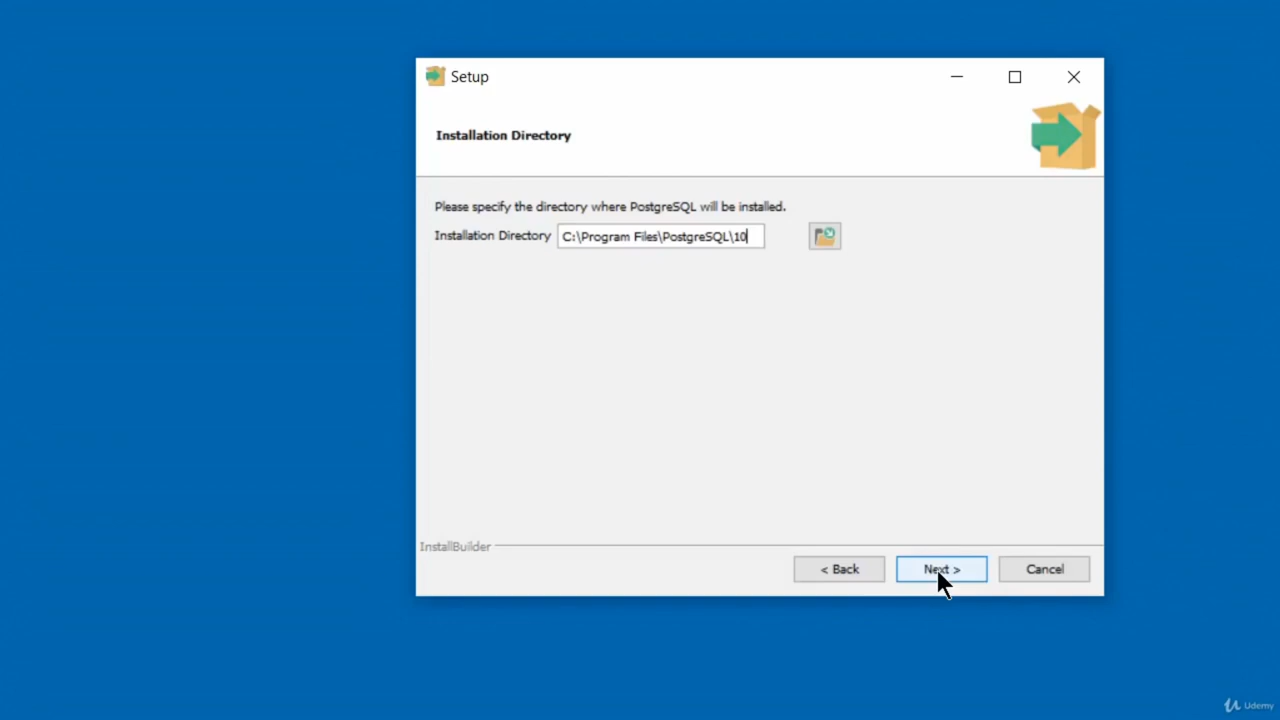 Setup
Installation Directory
Please specify the directory where PostgreSQL will be installed.
Installation Directory C:\Program Files\PostgreSQL\10
InstallBuilder
< Back Next > Cancel
Udemy